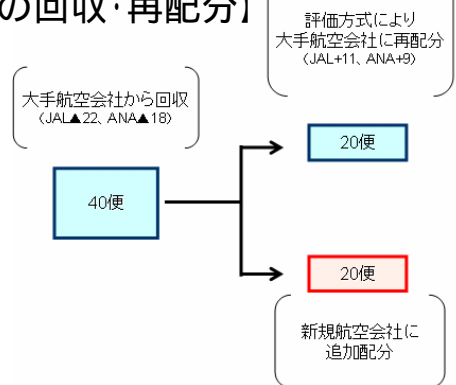 の回収・再配分】
評価方式により
大手航空会社に再配分
（JAL+11、ANA+9）
大手航空会社から回収
（JAL▲22、ANA▲18）
40便
20便
20便
新規航空会社に
追加配分